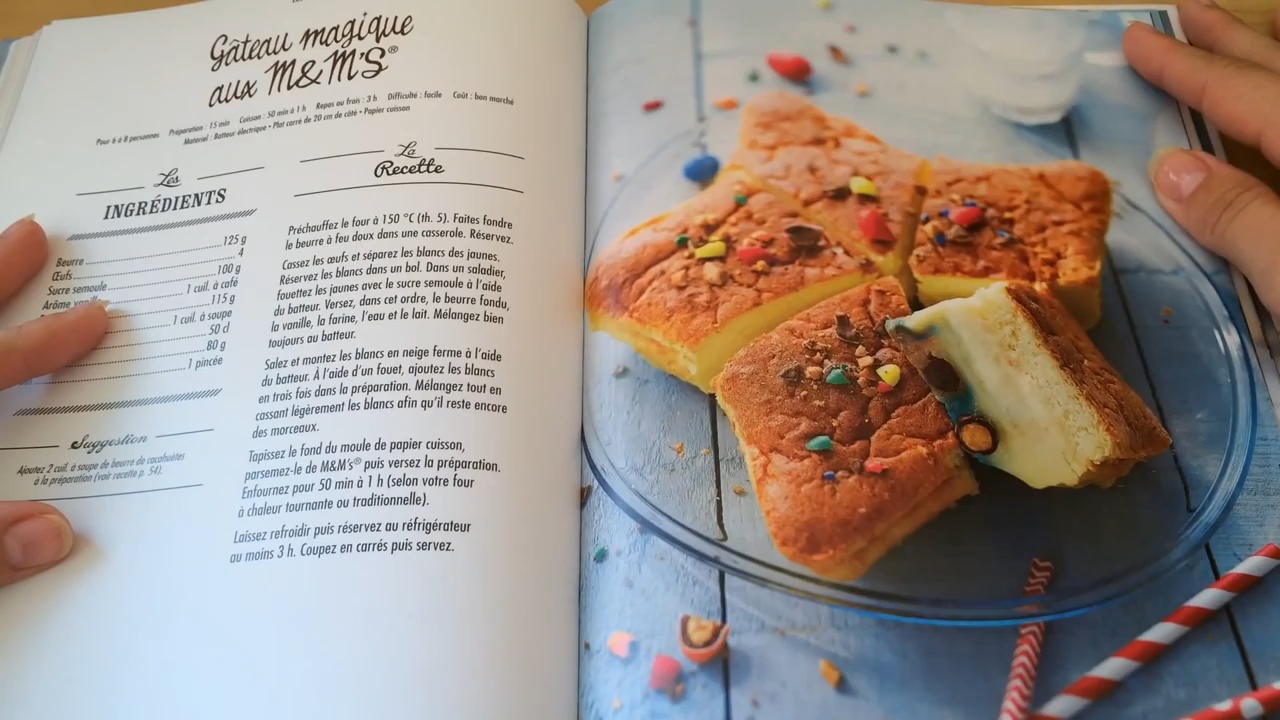 Gâteau magique
aux M&M'S®
Pour 6 à 8 personnes Préparation : 15 min Cuisson : 50 min à 1 h Repos au frais : 3 h Difficulté : facile Coût : bon marché
Matériel : Batteur électrique • Plat carré de 20 cm de côté • Papier cuisson
Les
INGRÉDIENTS
Beurre 125 g
Œufs 4
Sucre semoule 100 g
Arôme vanille 1 cuil. à café
115 g
1 cuil. à soupe
50 cl
80 g
1 pincée
Suggestion
Ajoutez 2 cuil. à soupe de beurre de cacahuètes
à la préparation (voir recette p. 54).
La
Recette
Préchauffez le four à 150 °C (th. 5). Faites fondre
le beurre à feu doux dans une casserole. Réservez.
Cassez les œufs et séparez les blancs des jaunes.
Réservez les blancs dans un bol. Dans un saladier,
fouettez les jaunes avec le sucre semoule à l'aide
du batteur. Versez, dans cet ordre, le beurre fondu,
la vanille, la farine, l'eau et le lait. Mélangez bien
toujours au batteur.
Salez et montez les blancs en neige ferme à l'aide
du batteur. À l'aide d'un fouet, ajoutez les blancs
en trois fois dans la préparation. Mélangez tout en
cassant légèrement les blancs afin qu'il reste encore
des morceaux.
Tapissez le fond du moule de papier cuisson,
parsemez-le de M&M's® puis versez la préparation.
Enfournez pour 50 min à 1 h (selon votre four
à chaleur tournante ou traditionnelle).
Laissez refroidir puis réservez au réfrigérateur
au moins 3 h. Coupez en carrés puis servez.